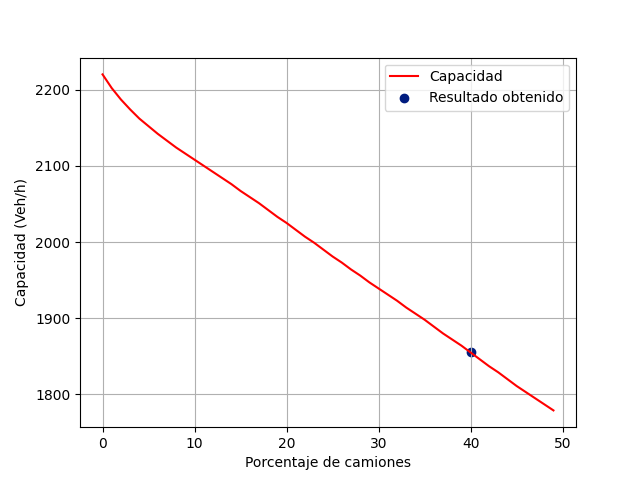 Capacidad
Resultado obtenido
2200
2100
2000
1900
1800
Capacidad (Veh/h)
0 10 20 30 40 50
Porcentaje de camiones